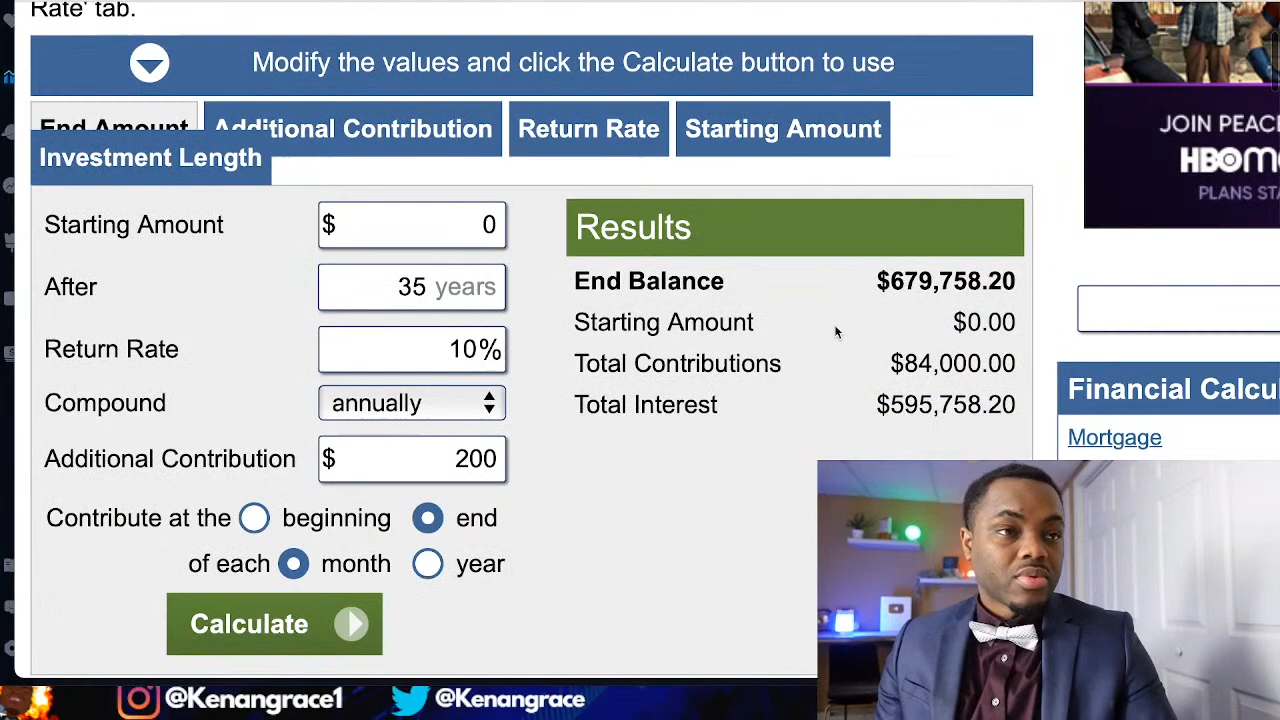 Rate' tab.
Modify the values and click the Calculate button to use
End Amount
Additional Contribution
Return Rate
Starting Amount
Investment Length
Starting Amount $ 0
After 35 years
Return Rate 10%
Compound annually
Additional Contribution $ 200
Contribute at the beginning end
of each month year
Calculate
Results
End Balance $679,758.20
Starting Amount $0.00
Total Contributions $84,000.00
Total Interest $595,758.20
JOIN PEAC
HBOm
PLANS STA
Financial Calcu
Mortgage
@Kenangrace1
@Kenangrace